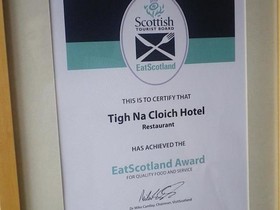 Scottish
TOURIST BOARD
EatScotland
THIS IS TO CERTIFY THAT
Tigh Na Cloich Hotel
Restaurant
HAS ACHIEVED THE
EatScotland Award
FOR QUALITY FOOD AND SERVICE